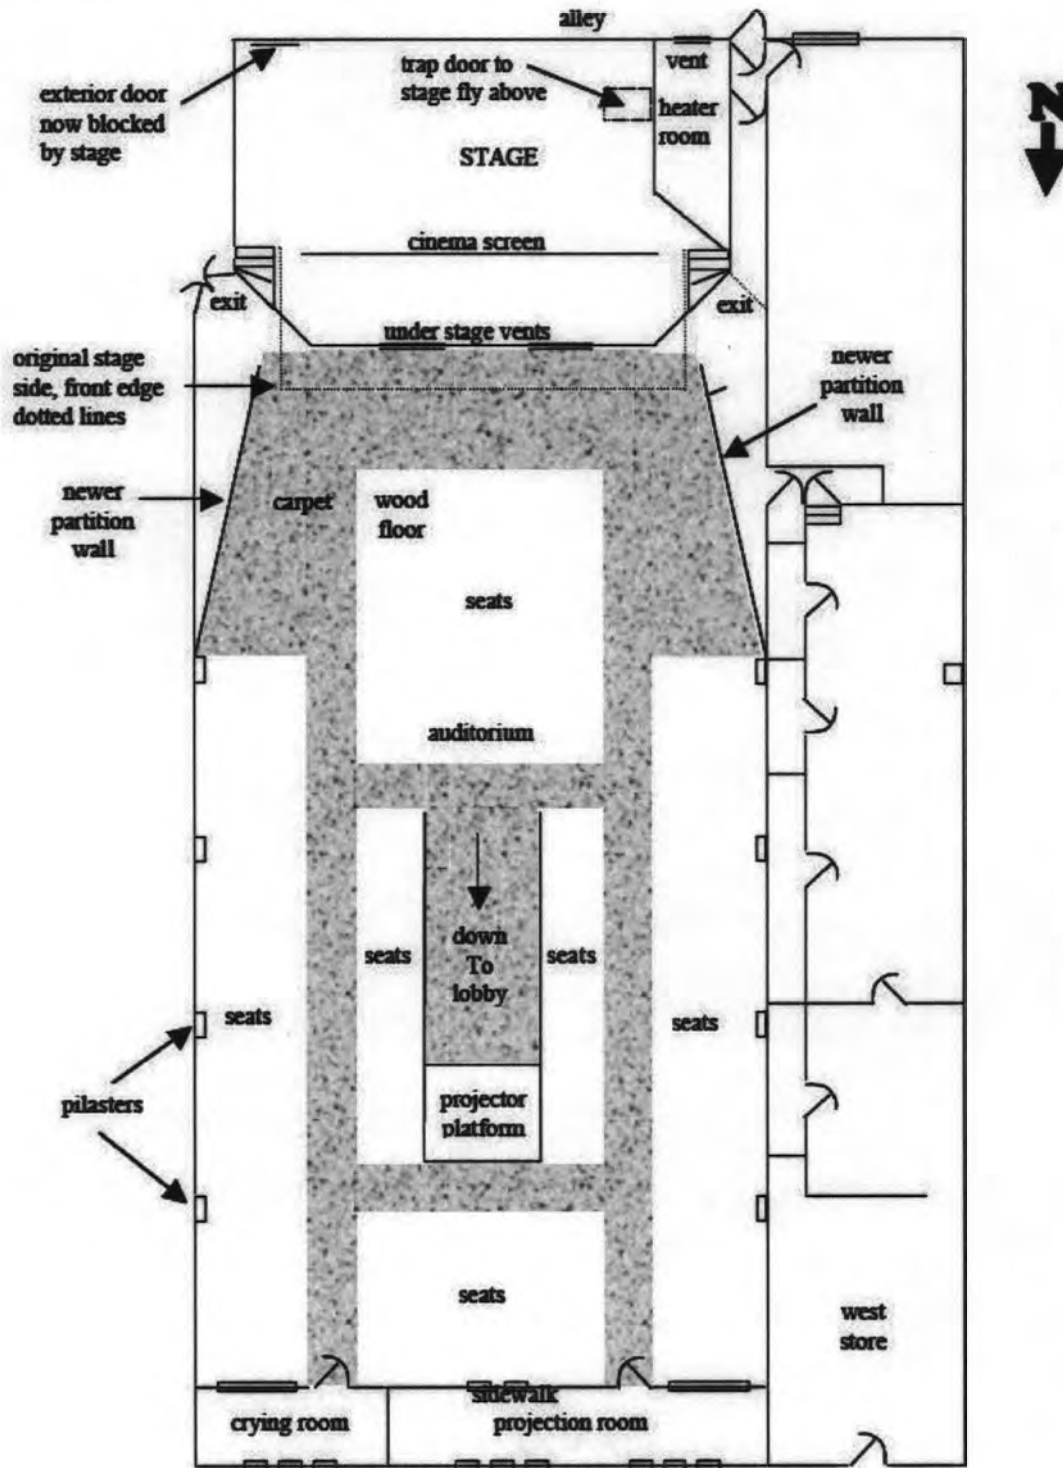 alley
exterior door
now blocked
by stage
trap door to
stage fly above
vent
heater
room
N
STAGE
cinema screen
exit
exit
under stage vents
original stage
side, front edge
dotted lines
newer
partition
wall
newer
partition
wall
carpet
wood
floor
seats
auditorium
seats
down
To
lobby
seats
seats
seats
pilasters
projector
platform
seats
west
store
sidewalk
crying room
projection room